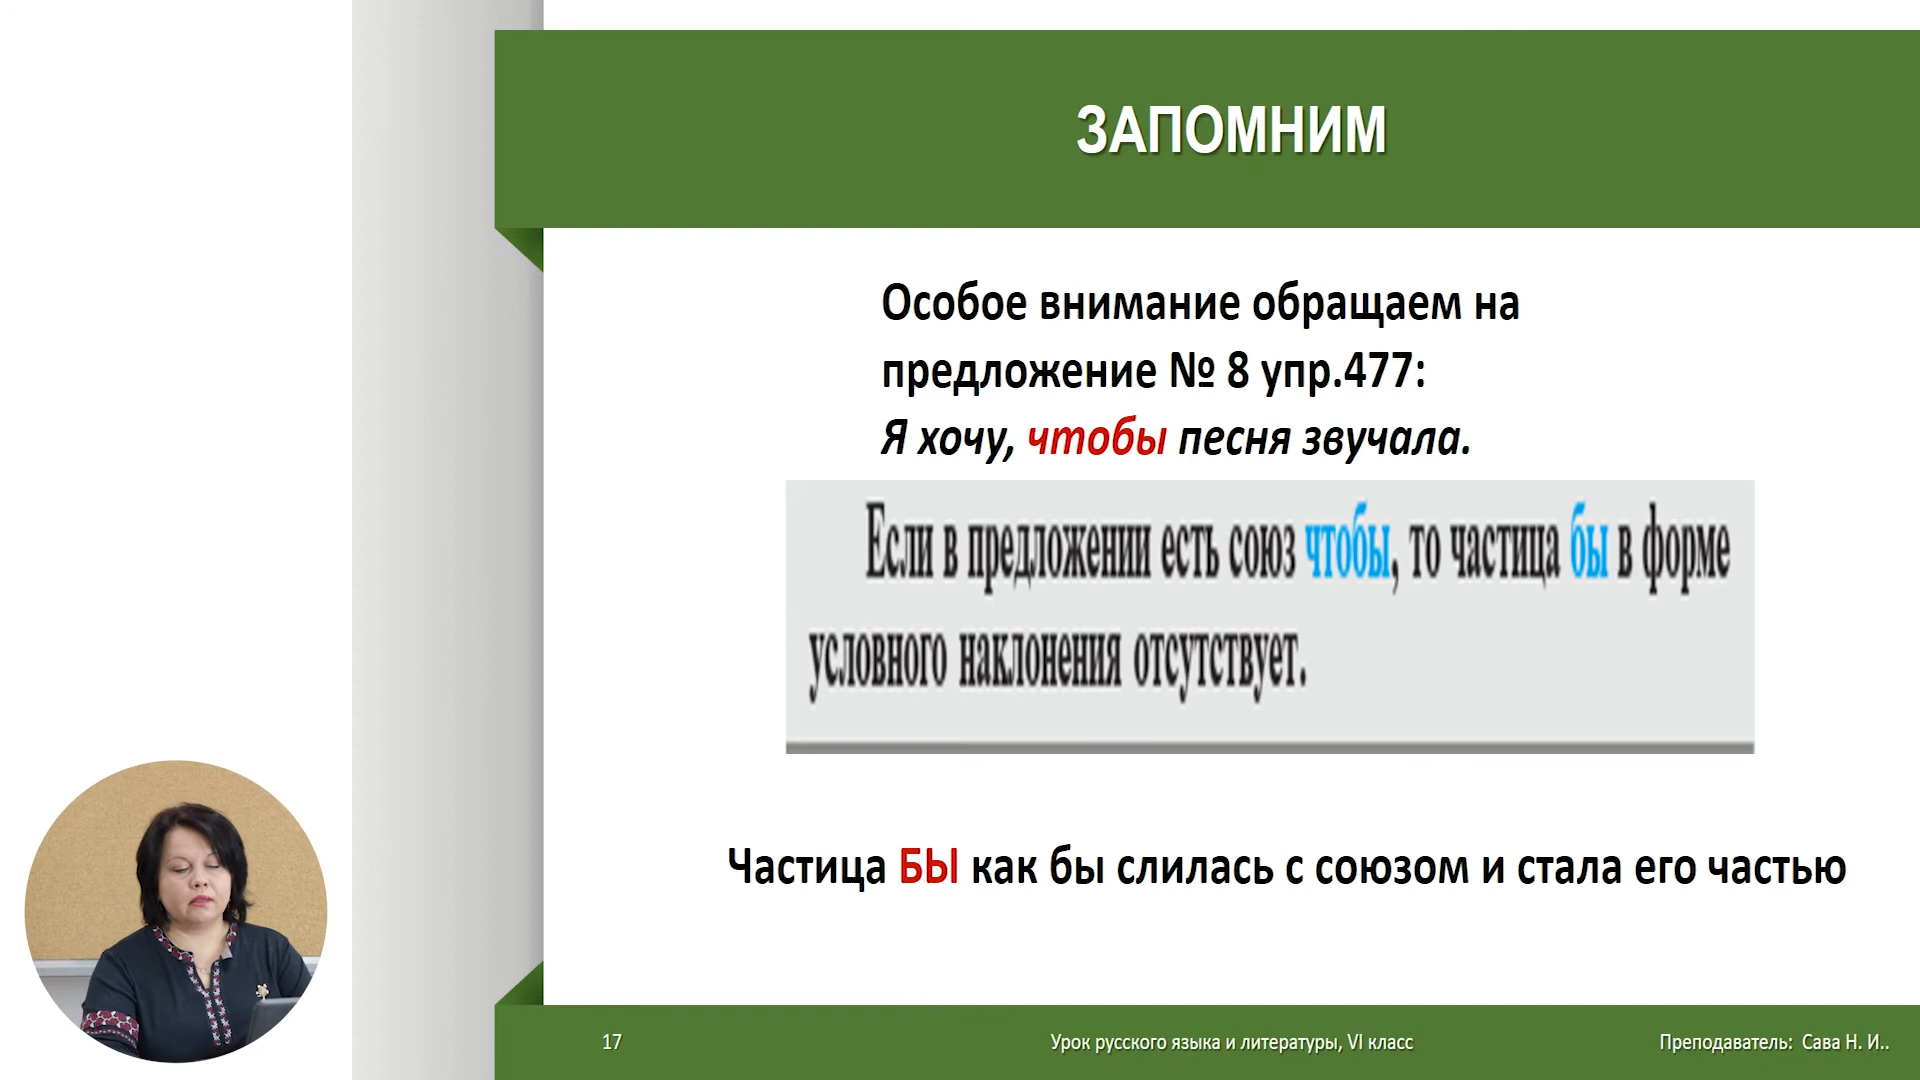 ЗАПОМНИМ
Особое внимание обращаем на
предложение № 8 упр.477:
Я хочу, чтобы песня звучала.
Если в предложении есть союз чтобы, то частица бы в форме
условного наклонения отсутствует.
Частица БЫ как бы слилась с союзом и стала его частью
17
Урок русского языка и литературы, VI класс
Преподаватель: Сава Н. И..